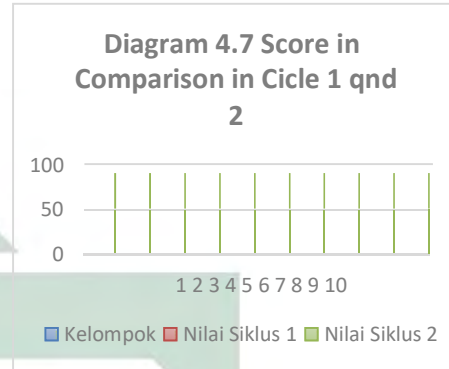 Diagram 4.7 Score in
Comparison in Cicle 1 qnd
2
100
50
0
1 2 3 4 5 6 7 8 9 10
Kelompok Nilai Siklus 1 Nilai Siklus 2